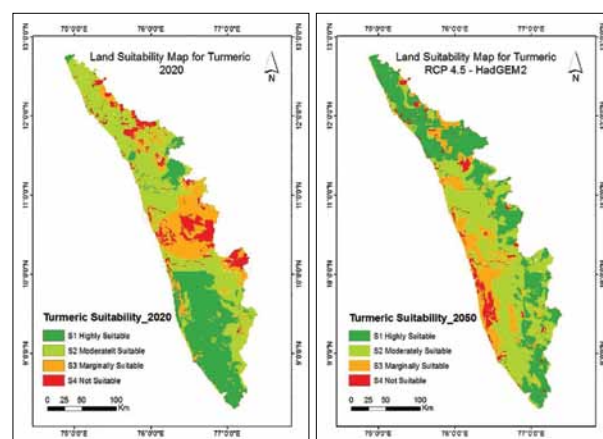 75°0'0"E 76°0'0"E 77°0'0"E
Land Suitability Map for Turmeric
2020
N
Turmeric Suitability_2020
S1 Highly Suitable
S2 Moderatelt Suitable
S3 Marginally Suitable
S4 Not Suitable
0 25 50 100
Km
75°0'0"E 76°0'0"E 77°0'0"E
75°0'0"E 76°0'0"E 77°0'0"E
Land Suitability Map for Turmeric
RCP 4.5 - HadGEM2
N
Turmeric Suitability_2050
S1 Highly Suitable
S2 Moderately Suitable
S3 Marginally Suitable
S4 Not Suitable
0 25 50 100
Km
75°0'0"E 76°0'0"E 77°0'0"E